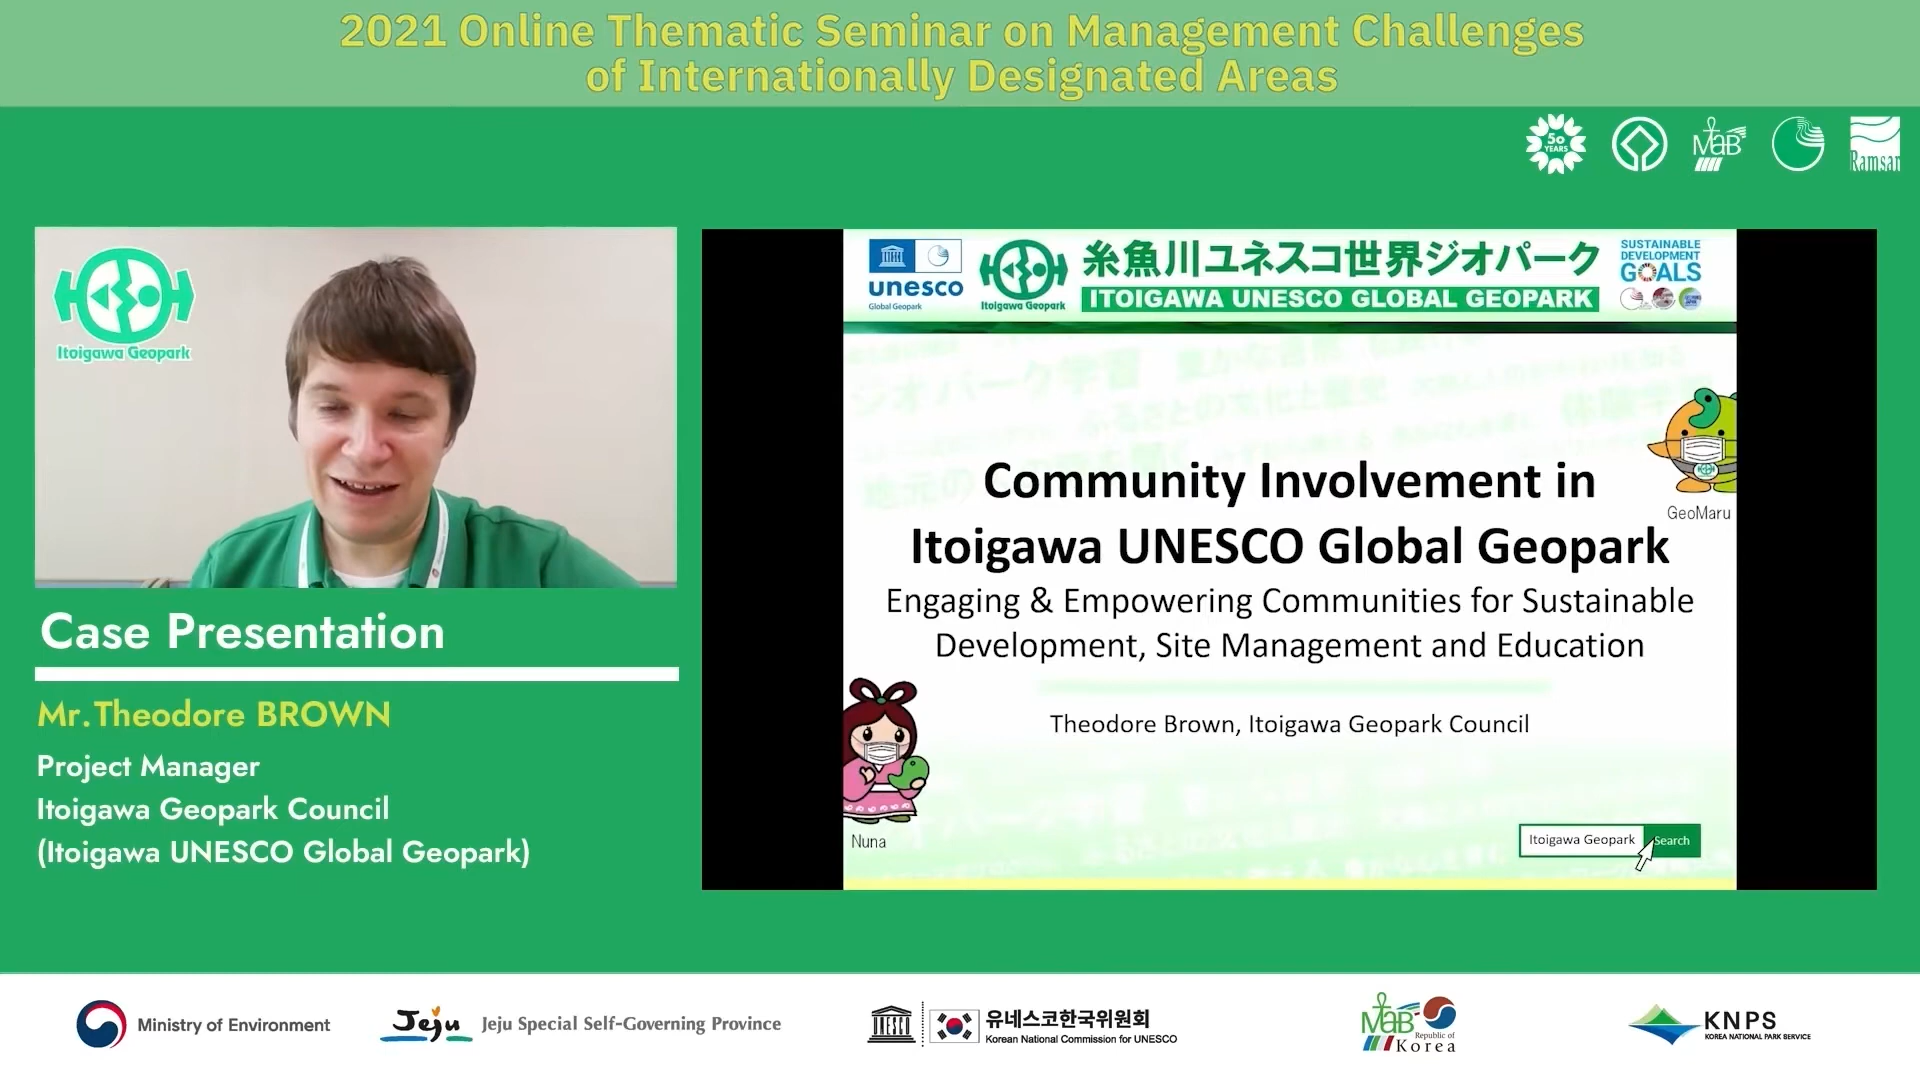 2021 Online Thematic Seminar on Management Challenges
of Internationally Designated Areas
50
YEARS
MaB
Ramsar
Itoigawa Geopark
Case Presentation
Mr.Theodore BROWN
Project Manager
Itoigawa Geopark Council
(Itoigawa UNESCO Global Geopark)
unesco
Global Geopark
Itoigawa Geopark
糸魚川ユネスコ世界ジオパーク
ITOIGAWA UNESCO GLOBAL GEOPARK
SUSTAINABLE
DEVELOPMENT
GOALS
ジオパーク学習
Community Involvement in
Itoigawa UNESCO Global Geopark
Engaging & Empowering Communities for Sustainable
Development, Site Management and Education
GeoMaru
Theodore Brown, Itoigawa Geopark Council
Nuna
Itoigawa Geopark Search
Ministry of Environment
Jeju
Jeju Special Self-Governing Province
UNESCO
유네스코한국위원회
Korean National Commission for UNESCO
MaB
Republic of
Korea
KNPS
KOREA NATIONAL PARK SERVICE